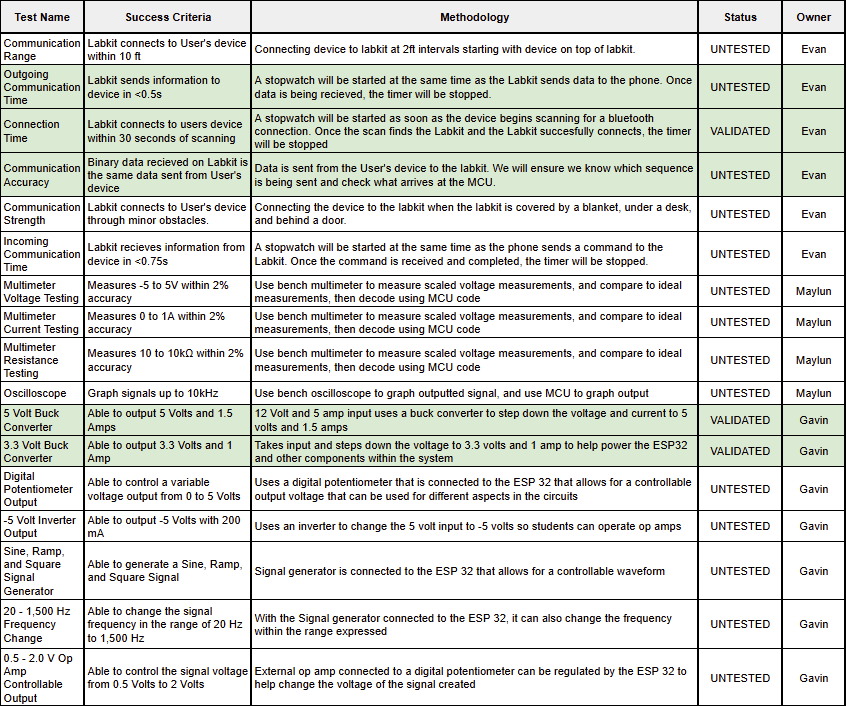 Test Name Success Criteria Methodology Status Owner
Communication Range Labkit connects to User's device within 10 ft Connecting device to labkit at 2ft intervals starting with device on top of labkit. UNTESTED Evan
Outgoing Communication Time Labkit sends information to device in <0.5s A stopwatch will be started at the same time as the Labkit sends data to the phone. Once data is being recieved, the timer will be stopped. UNTESTED Evan
Connection Time Labkit connects to users device within 30 seconds of scanning A stopwatch will be started as soon as the device begins scanning for a bluetooth connection. Once the scan finds the Labkit and the Labkit succesfully connects, the timer will be stopped VALIDATED Evan
Communication Accuracy Binary data recieved on Labkit is the same data sent from User's device Data is sent from the User's device to the labkit. We will ensure we know which sequence is being sent and check what arrives at the MCU. UNTESTED Evan
Communication Strength Labkit connects to User's device through minor obstacles. Connecting the device to the labkit when the labkit is covered by a blanket, under a desk, and behind a door. UNTESTED Evan
Incoming Communication Time Labkit recieves information from device in <0.75s A stopwatch will be started at the same time as the phone sends a command to the Labkit. Once the command is received and completed, the timer will be stopped. UNTESTED Evan
Multimeter Voltage Testing Measures -5 to 5V within 2% accuracy Use bench multimeter to measure scaled voltage measurements, and compare to ideal measurements, then decode using MCU code UNTESTED Maylun
Multimeter Current Testing Measures 0 to 1A within 2% accuracy Use bench multimeter to measure scaled voltage measurements, and compare to ideal measurements, then decode using MCU code UNTESTED Maylun
Multimeter Resistance Testing Measures 10 to 10kΩ within 2% accuracy Use bench multimeter to measure scaled voltage measurements, and compare to ideal measurements, then decode using MCU code UNTESTED Maylun
Oscilloscope Graph signals up to 10kHz Use bench oscilloscope to graph outputted signal, and use MCU to graph output UNTESTED Maylun
5 Volt Buck Converter Able to output 5 Volts and 1.5 Amps 12 Volt and 5 amp input uses a buck converter to step down the voltage and current to 5 volts and 1.5 amps VALIDATED Gavin
3.3 Volt Buck Converter Able to output 3.3 Volts and 1 Amp Takes input and steps down the voltage to 3.3 volts and 1 amp to help power the ESP32 and other components within the system VALIDATED Gavin
Digital Potentiometer Output Able to control a variable voltage output from 0 to 5 Volts Uses a digital potentiometer that is connected to the ESP 32 that allows for a controllable output voltage that can be used for different aspects in the circuits UNTESTED Gavin
-5 Volt Inverter Output Able to output -5 Volts with 200 mA Uses an inverter to change the 5 volt input to -5 volts so students can operate op amps UNTESTED Gavin
Sine, Ramp, and Square Signal Generator Able to generate a Sine, Ramp, and Square Signal Signal generator is connected to the ESP 32 that allows for a controllable waveform UNTESTED Gavin
20 - 1,500 Hz Frequency Change Able to change the signal frequency in the range of 20 Hz to 1,500 Hz With the Signal generator connected to the ESP 32, it can also change the frequency within the range expressed UNTESTED Gavin
0.5 - 2.0 V Op Amp Controllable Output Able to control the signal voltage from 0.5 Volts to 2 Volts External op amp connected to a digital potentiometer can be regulated by the ESP 32 to help change the voltage of the signal created UNTESTED Gavin